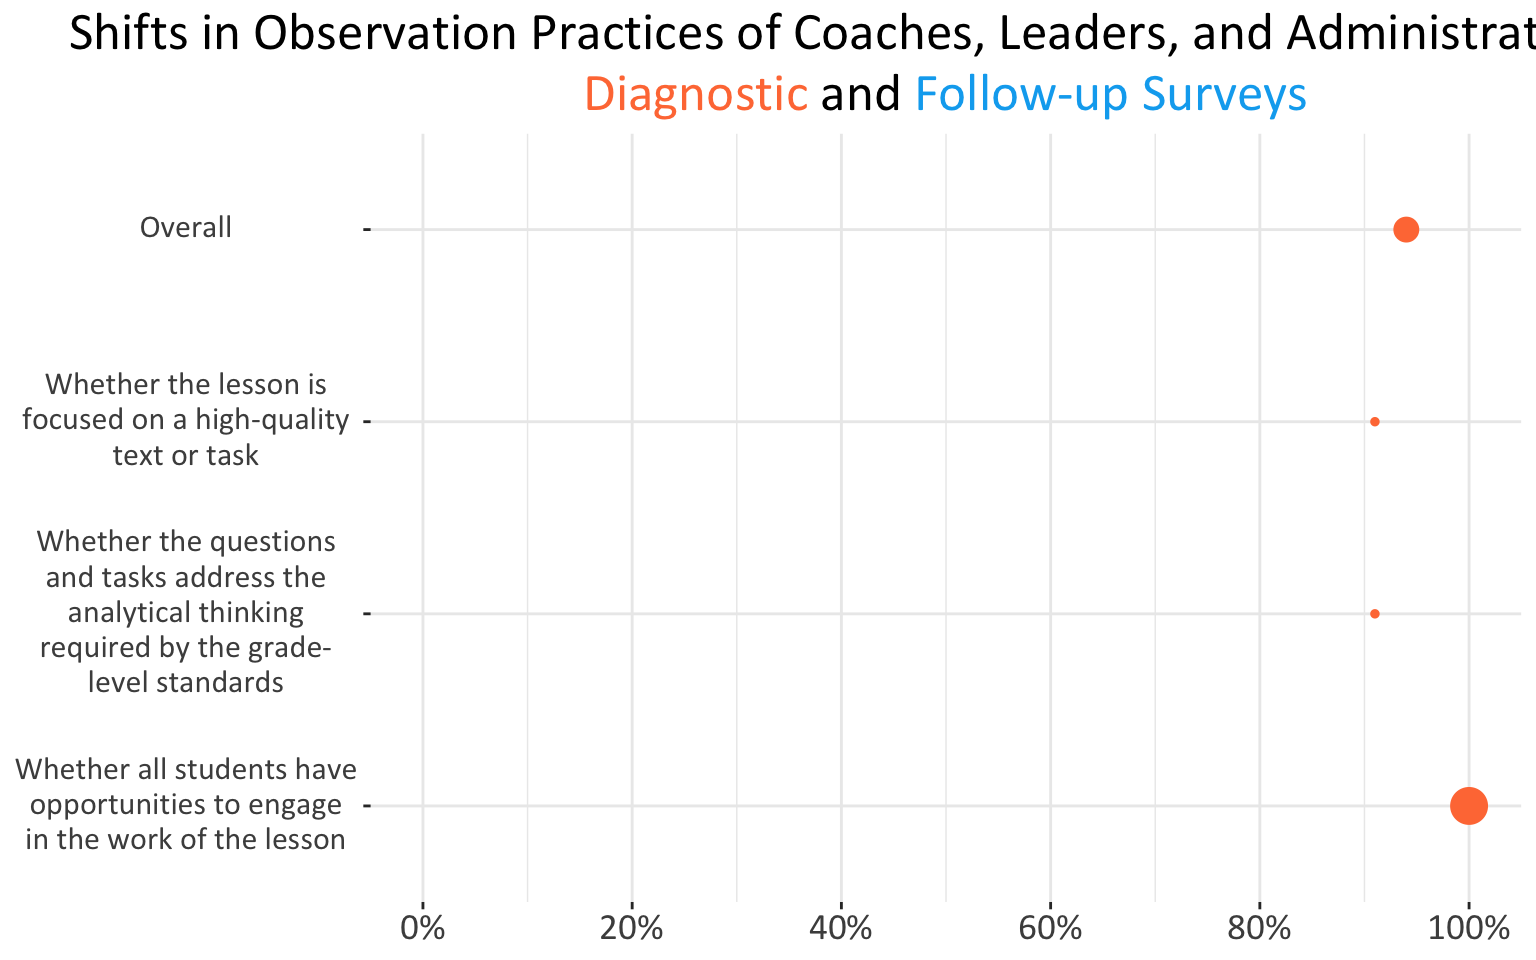 Shifts in Observation Practices of Coaches, Leaders, and Administrat
Diagnostic and Follow-up Surveys
Overall
Whether the lesson is
focused on a high-quality
text or task
Whether the questions
and tasks address the
analytical thinking
required by the grade-
level standards
Whether all students have
opportunities to engage
in the work of the lesson
0% 20% 40% 60% 80% 100%